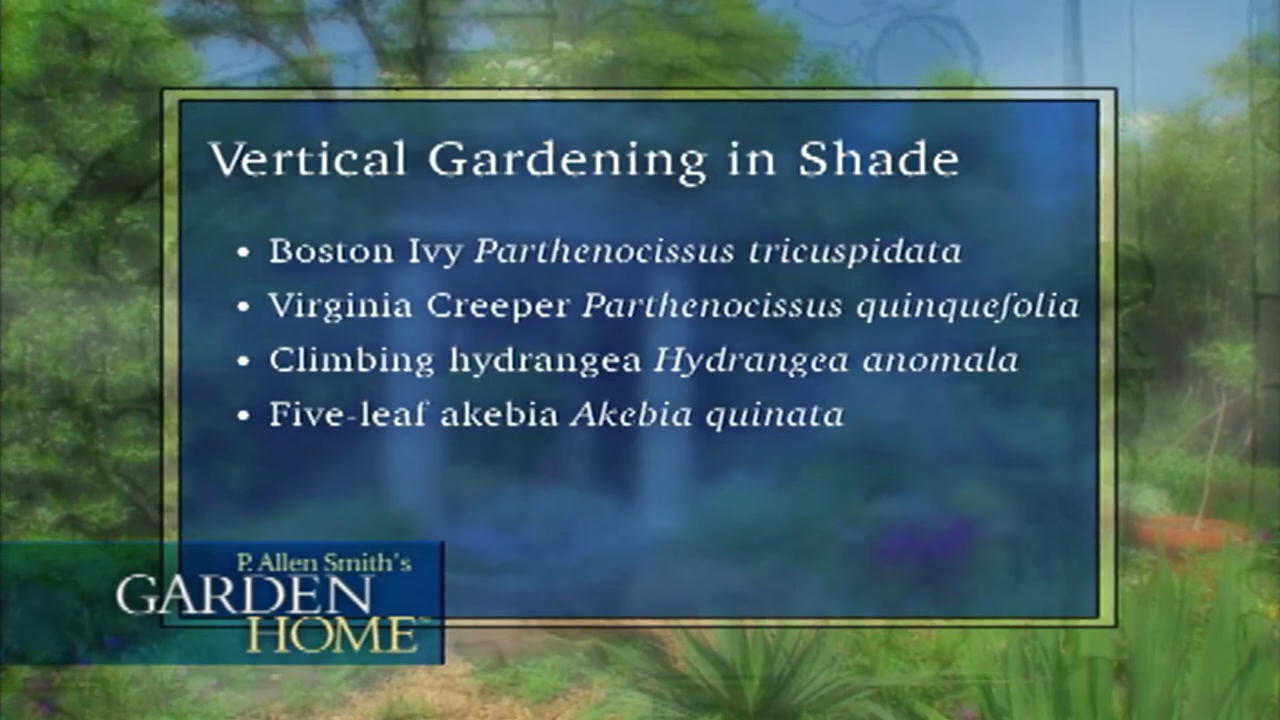 Vertical Gardening in Shade
• Boston Ivy Parthenocissus tricuspidata
• Virginia Creeper Parthenocissus quinquefolia
• Climbing hydrangea Hydrangea anomala
• Five-leaf akebia Akebia quinata
P. Allen Smith's
GARDEN
HOME™